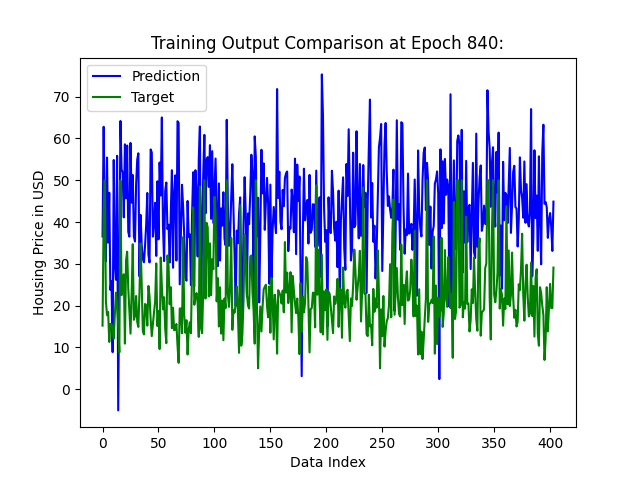 Training Output Comparison at Epoch 840:
Prediction
Target
Housing Price in USD
70
60
50
40
30
20
10
0
0 50 100 150 200 250 300 350 400
Data Index